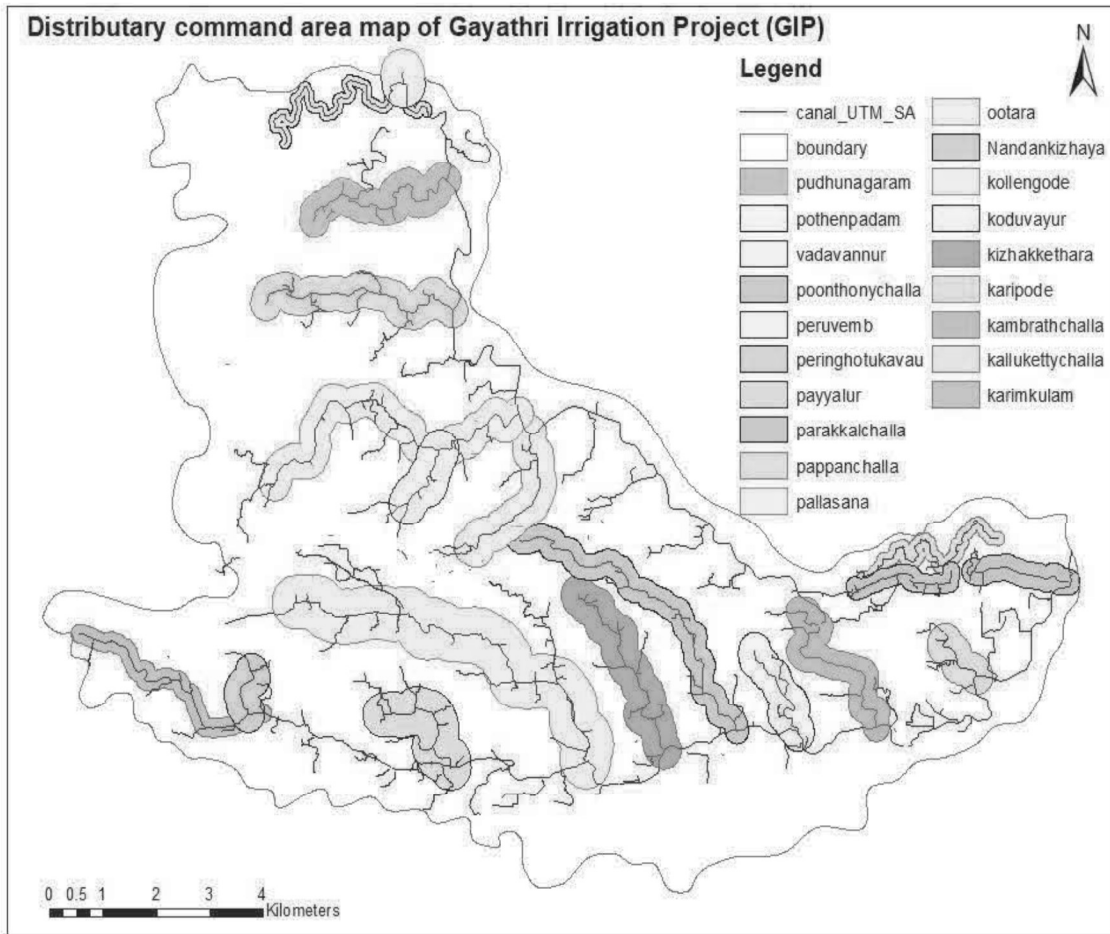 Distributary command area map of Gayathri Irrigation Project (GIP)
N
Legend
canal_UTM_SA
boundary
pudhunagaram
pothenpadam
vadavannur
poonthonychalla
peruvemb
peringhotukavau
payyalur
parakkalchalla
pappanchalla
pallasana
ootara
Nandankizhaya
kollengode
koduvayur
kizhakkethara
karipode
kambrathchalla
kallukettychalla
karimkulam
0 0.5 1 2 3 4
Kilometers